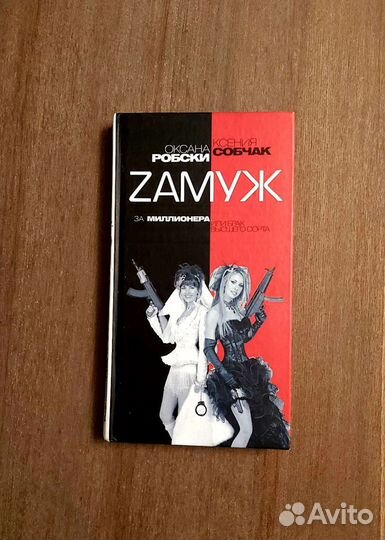 ОКСАНА КСЕНИЯ
РОБСКИ СОБЧАК
ZАМУЖ
ЗА МИЛЛИОНЕРА ИЛИ БРАК
ВЫСШЕГО СОРТА
Avito